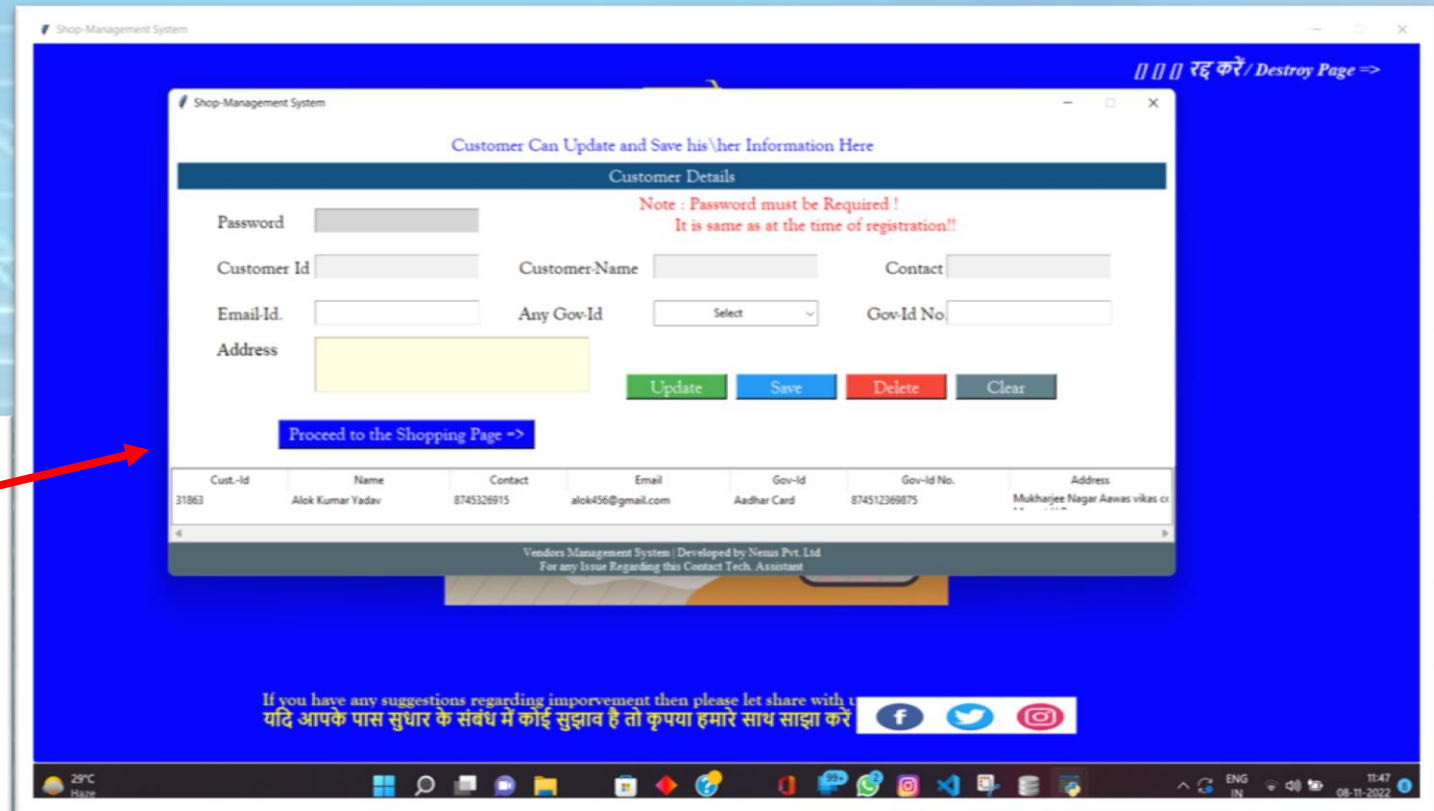 Shop-Management System
रद्द करें/ Destroy Page =>
Shop-Management System
Customer Can Update and Save his\her Information Here
Customer Details
Note : Password must be Required !
It is same as at the time of registration!!
Password
Customer Id Customer-Name Contact
Email-Id. Any Gov-Id Select Gov-Id No.
Address
Update Save Delete Clear
Proceed to the Shopping Page =>
Cust.-Id Name Contact Email Gov-Id Gov-Id No. Address
31863 Alok Kumar Yadav 8745326915 alok456@gmail.com Aadhar Card 874512369875 Mukharjee Nagar Aawas vikas
Vendors Management System | Developed by Nexus Pvt. Ltd
For any Issue Regarding this Contact Tech. Assistant
If you have any suggestions regarding imporvement then please let share with
यदि आपके पास सुधार के संबंध में कोई सुझाव है तो कृपया हमारे साथ साझा करें
29°C
Haze
99+
2
ENG
IN
11:47
08-11-2022